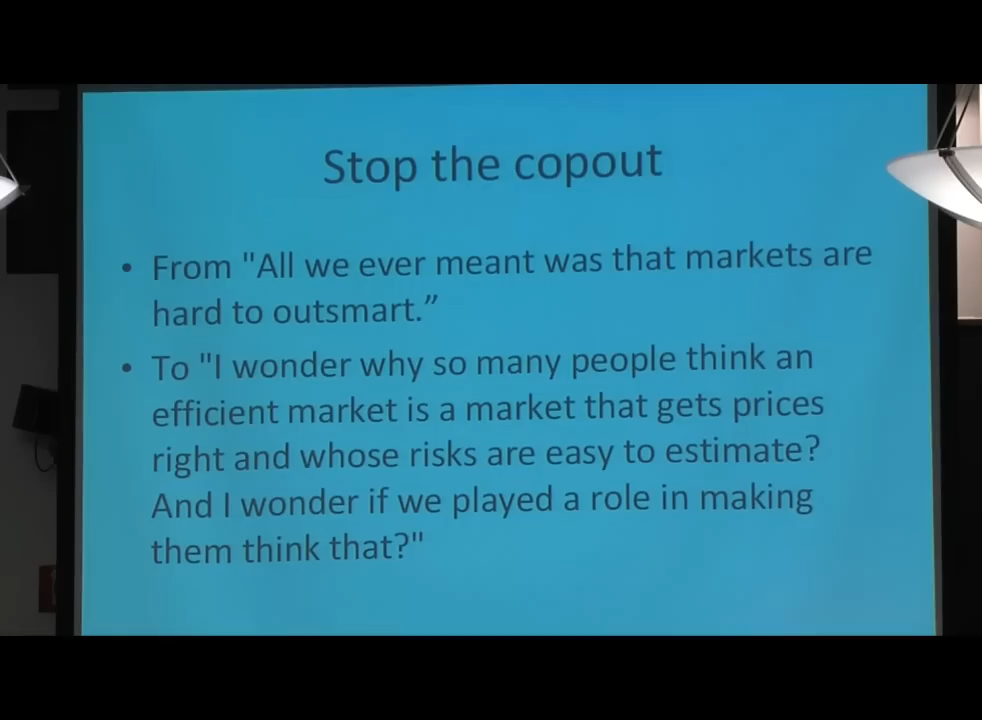 Stop the copout
• From "All we ever meant was that markets are
hard to outsmart.”
• To "I wonder why so many people think an
efficient market is a market that gets prices
right and whose risks are easy to estimate?
And I wonder if we played a role in making
them think that?"